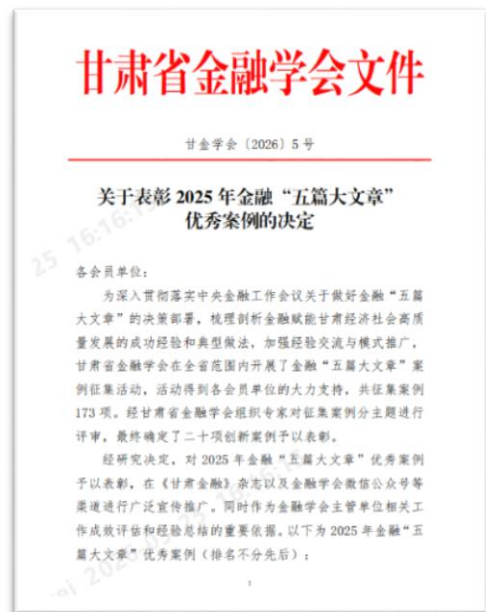 甘肃省金融学会文件
甘金学会〔2026〕5号
关于表彰 2025 年金融“五篇大文章”
优秀案例的决定
各会员单位：
为深入贯彻落实中央金融工作会议关于做好金融“五篇
大文章”的决策部署，梳理剖析金融赋能甘肃经济社会高质
量发展的成功经验和典型做法，加强经验交流与模式推广，
甘肃省金融学会在全省范围内开展了金融“五篇大文章”案
例征集活动，活动得到各会员单位的大力支持，共征集案例
173 项。经甘肃省金融学会组织专家对征集案例分主题进行
评审，最终确定了二十项创新案例予以表彰。
经研究决定，对 2025 年金融“五篇大文章”优秀案例
予以表彰，在《甘肃金融》杂志以及金融学会微信公众号等
渠道进行广泛宣传推广。同时作为金融学会主管单位相关工
作成效评估和经验总结的重要依据。以下为 2025 年金融“五
篇大文章”优秀案例（排名不分先后）：
1